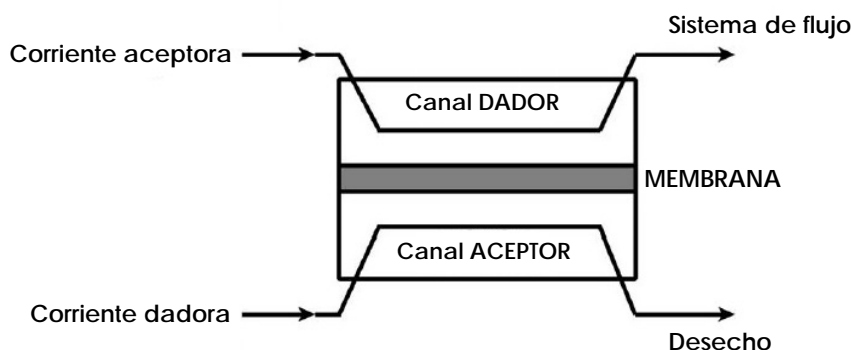 Sistema de flujo
Corriente aceptora
Canal DADOR
MEMBRANA
Canal ACEPTOR
Corriente dadora
Desecho